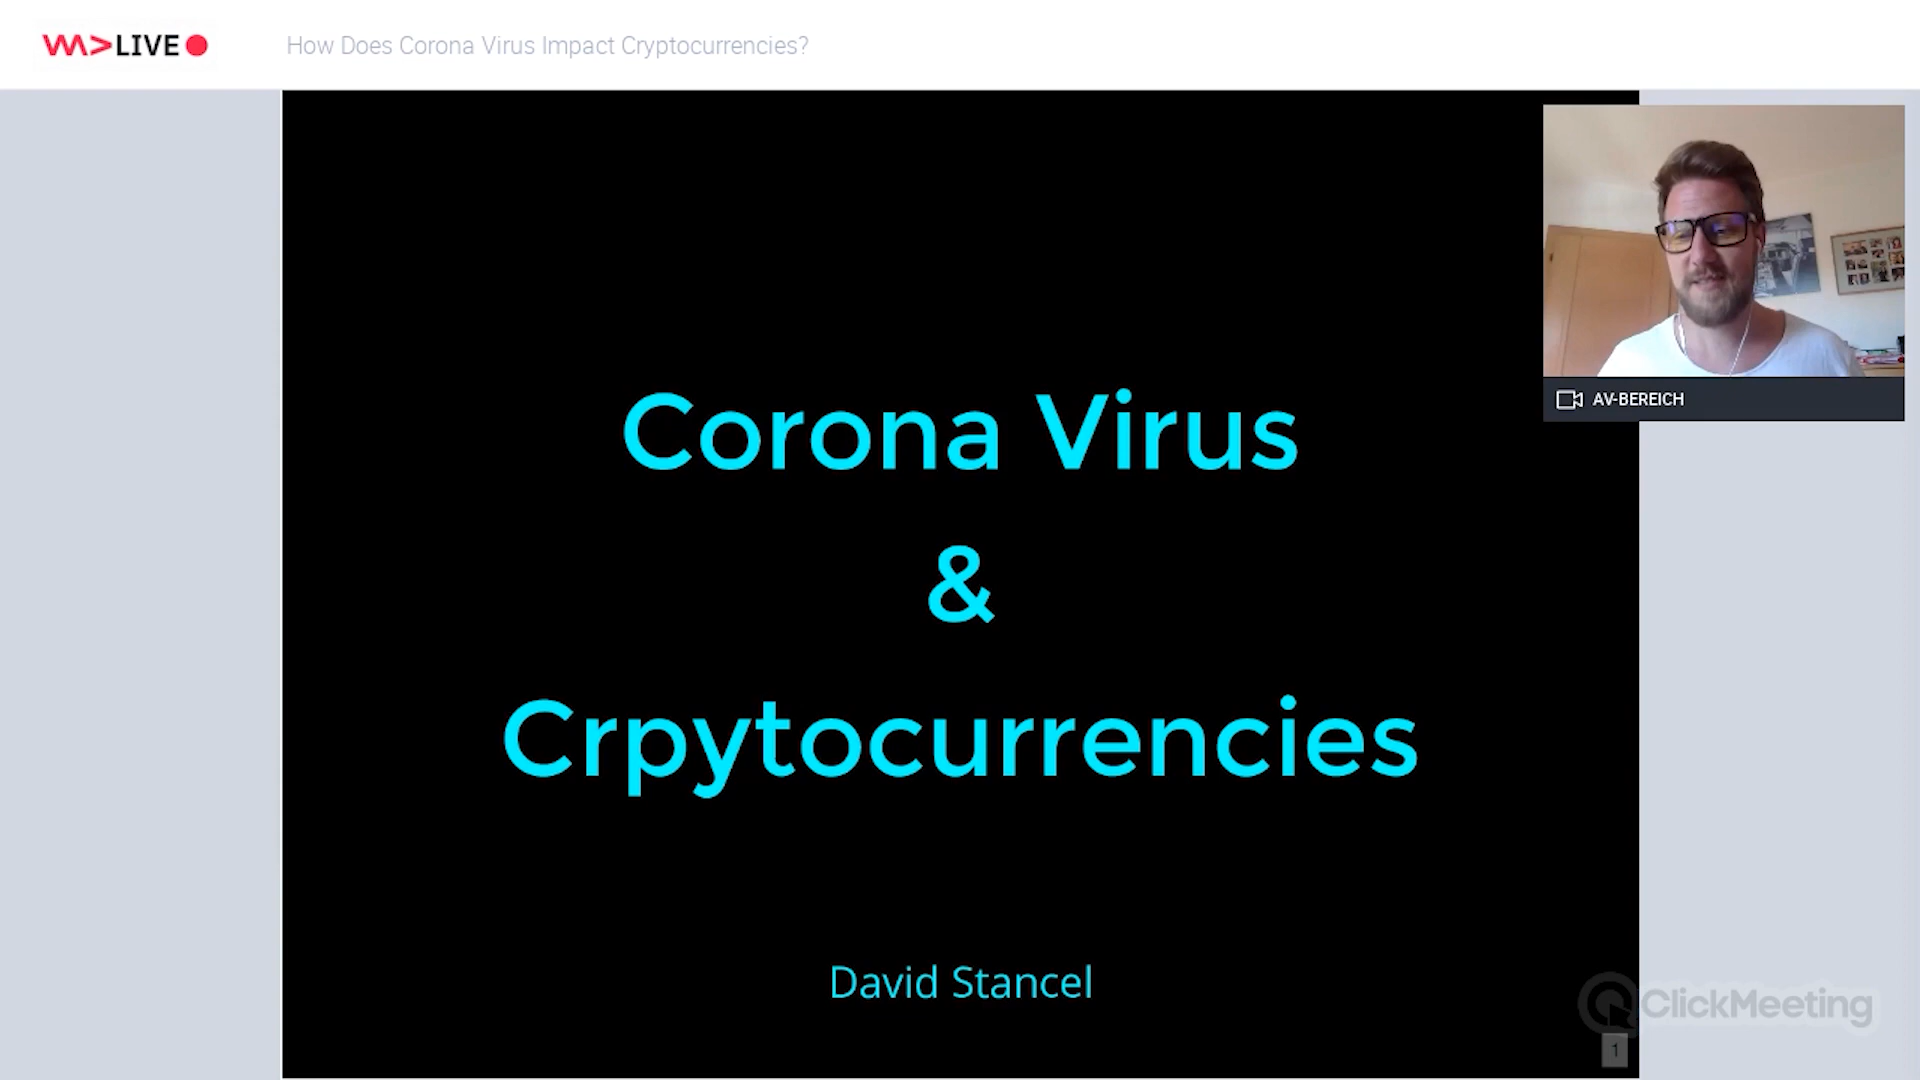 LIVE
How Does Corona Virus Impact Cryptocurrencies?
AV-BEREICH
Corona Virus
&
Crpytocurrencies
David Stancel
ClickMeeting
1